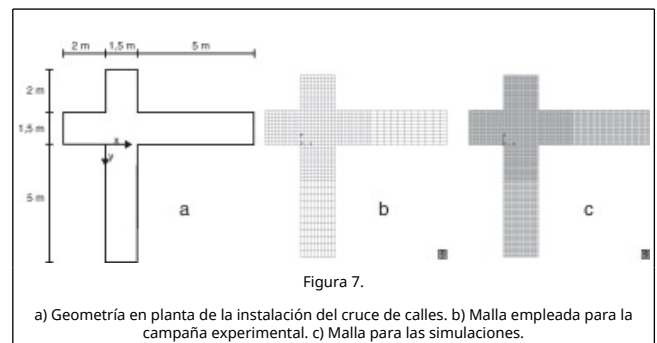 2 m 1,5 m 5 m
2 m
1,5 m
5 m
x
y
a
b
c
Figura 7.
a) Geometría en planta de la instalación del cruce de calles. b) Malla empleada para la
campaña experimental. c) Malla para las simulaciones.